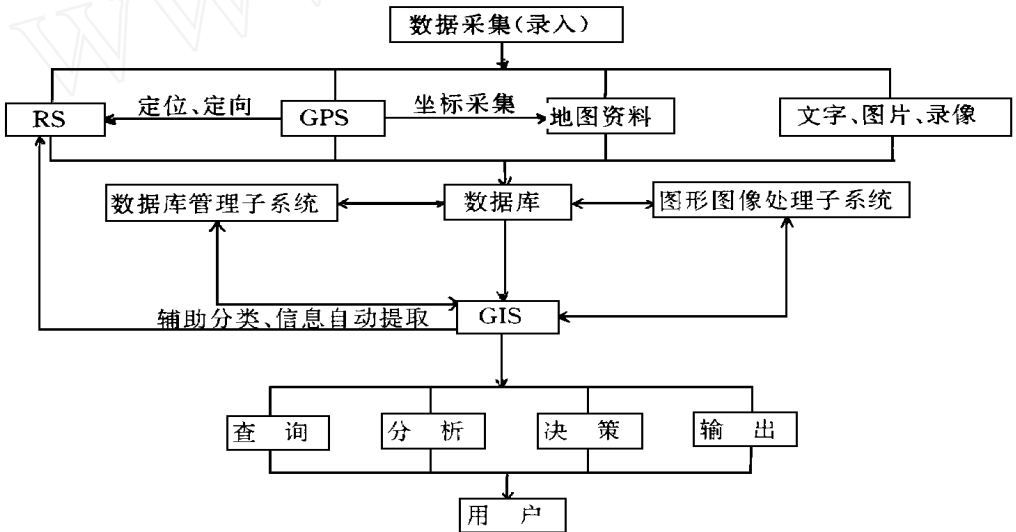 WWW
数据采集(录入)
RS
定位、定向
GPS
坐标采集
地图资料
文字、图片、录像
数据库管理子系统
数据库
图形图像处理子系统
辅助分类、信息自动提取
GIS
查 询
分 析
决 策
输 出
用 户